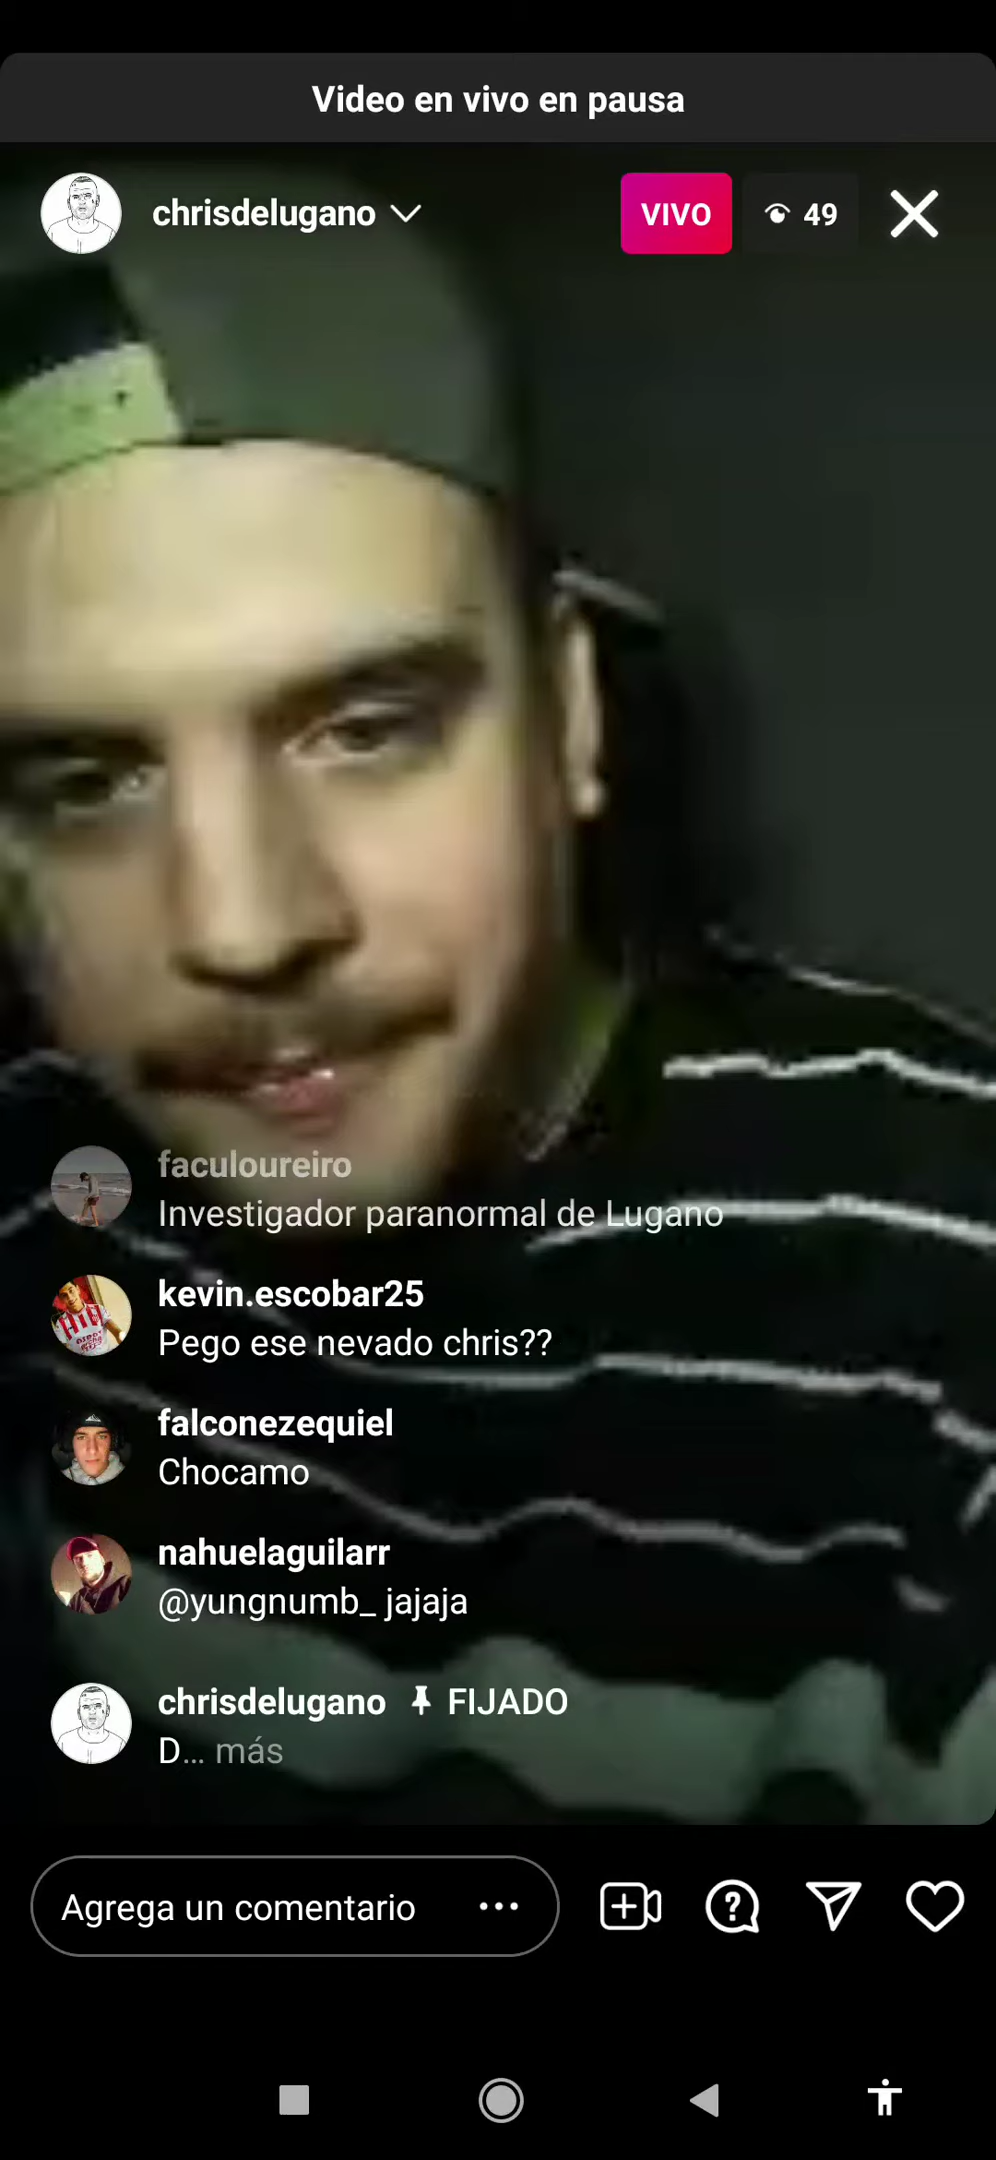 Video en vivo en pausa
chrisdelugano
VIVO
49
faculoureiro
Investigador paranormal de Lugano
kevin.escobar25
Pego ese nevado chris??
falconezequiel
Chocamo
nahuelaguilarr
@yungnumb_ jajaja
chrisdelugano FIJADO
D... más
Agrega un comentario